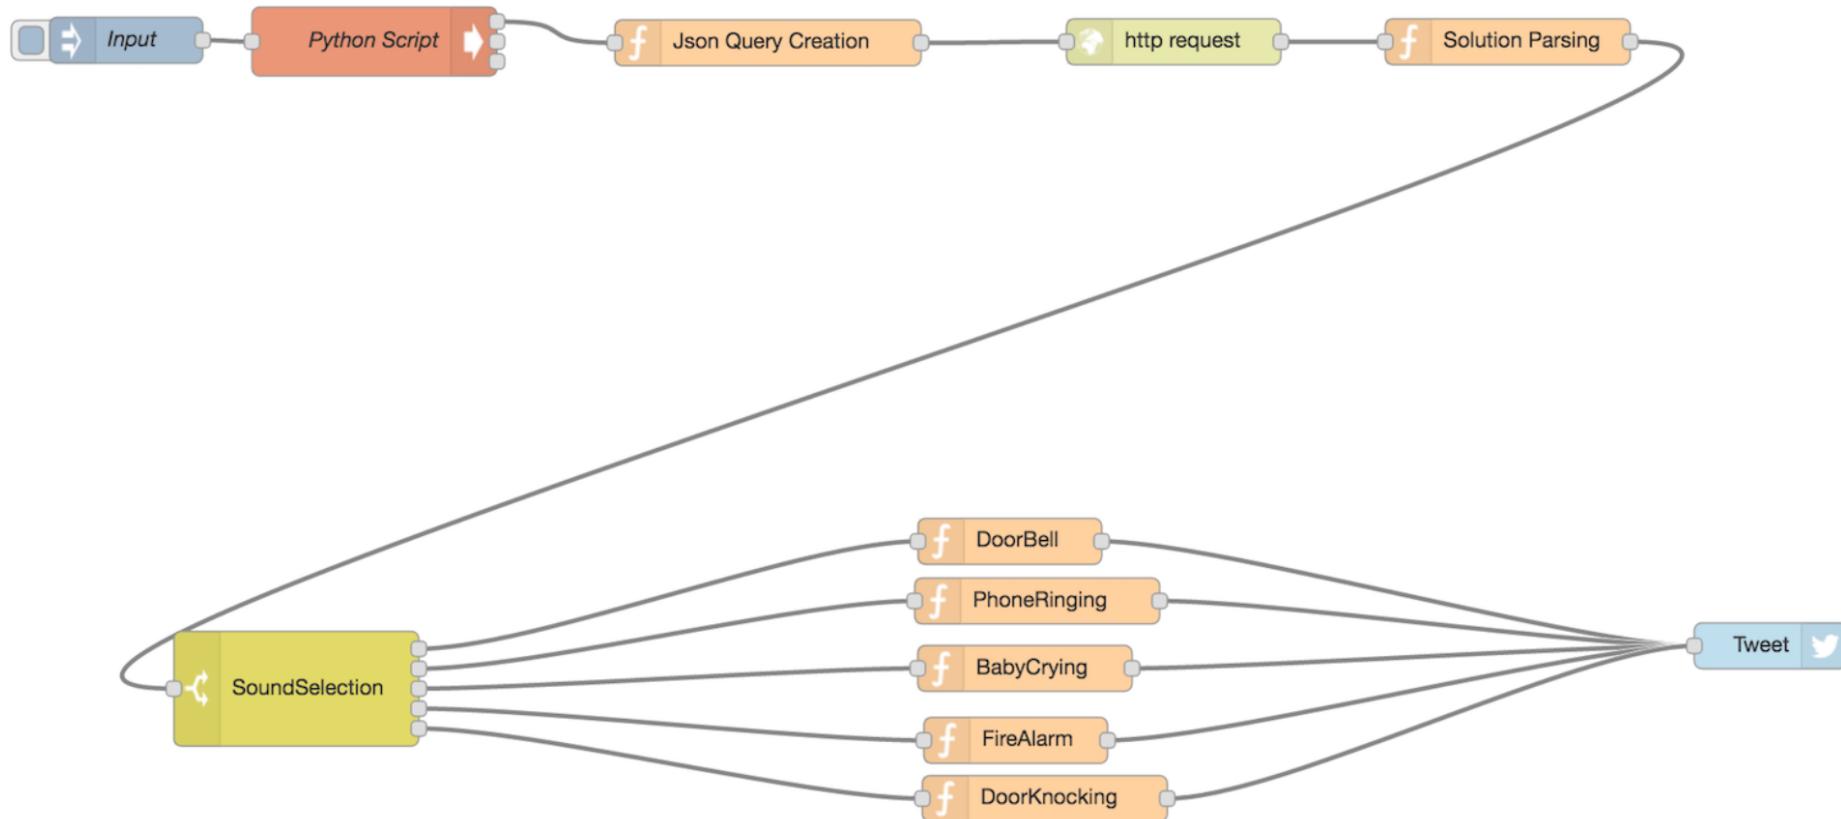 Input
Python Script
Json Query Creation
http request
Solution Parsing
DoorBell
PhoneRinging
BabyCrying
Tweet
SoundSelection
FireAlarm
DoorKnocking